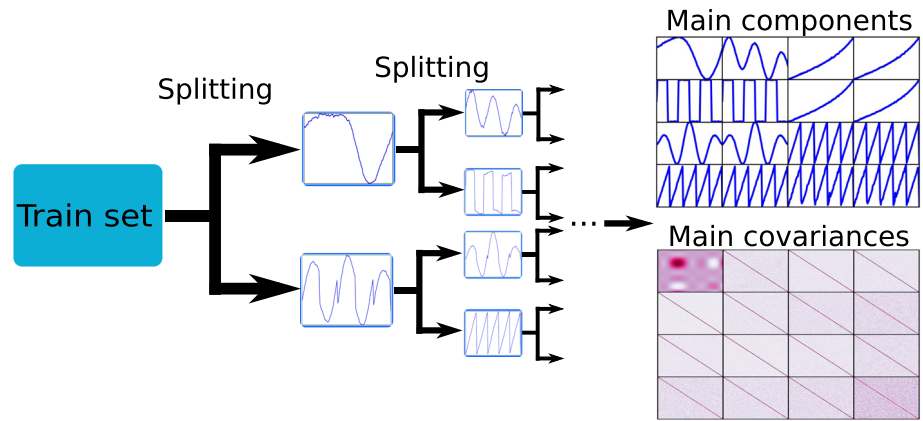 Main components
Splitting
Splitting
Train set
...
Main covariances